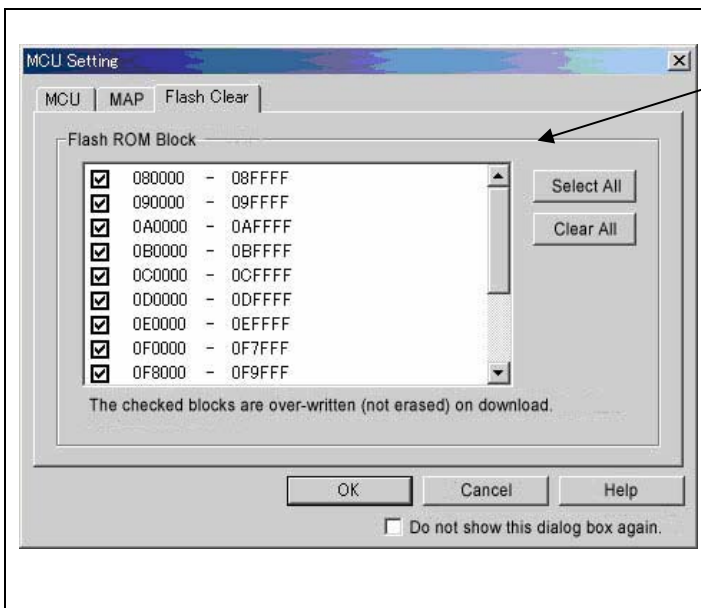 MCU Setting
MCU MAP Flash Clear
Flash ROM Block
080000 - 08FFFF
090000 - 09FFFF
0A0000 - 0AFFFF
0B0000 - 0BFFFF
0C0000 - 0CFFFF
0D0000 - 0DFFFF
0E0000 - 0EFFFF
0F0000 - 0F7FFF
0F8000 - 0F9FFF
Select All
Clear All
The checked blocks are over-written (not erased) on download.
OK Cancel Help
Do not show this dialog box again.